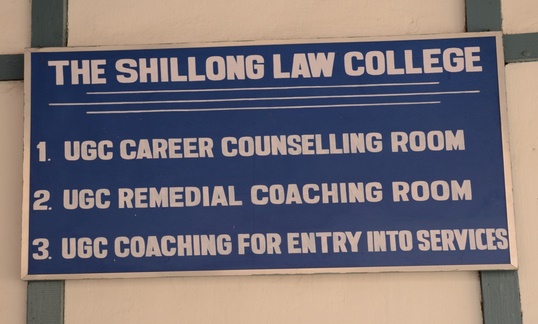 THE SHILLONG LAW COLLEGE
1. UGC CAREER COUNSELLING ROOM
2. UGC REMEDIAL COACHING ROOM
3. UGC COACHING FOR ENTRY INTO SERVICES